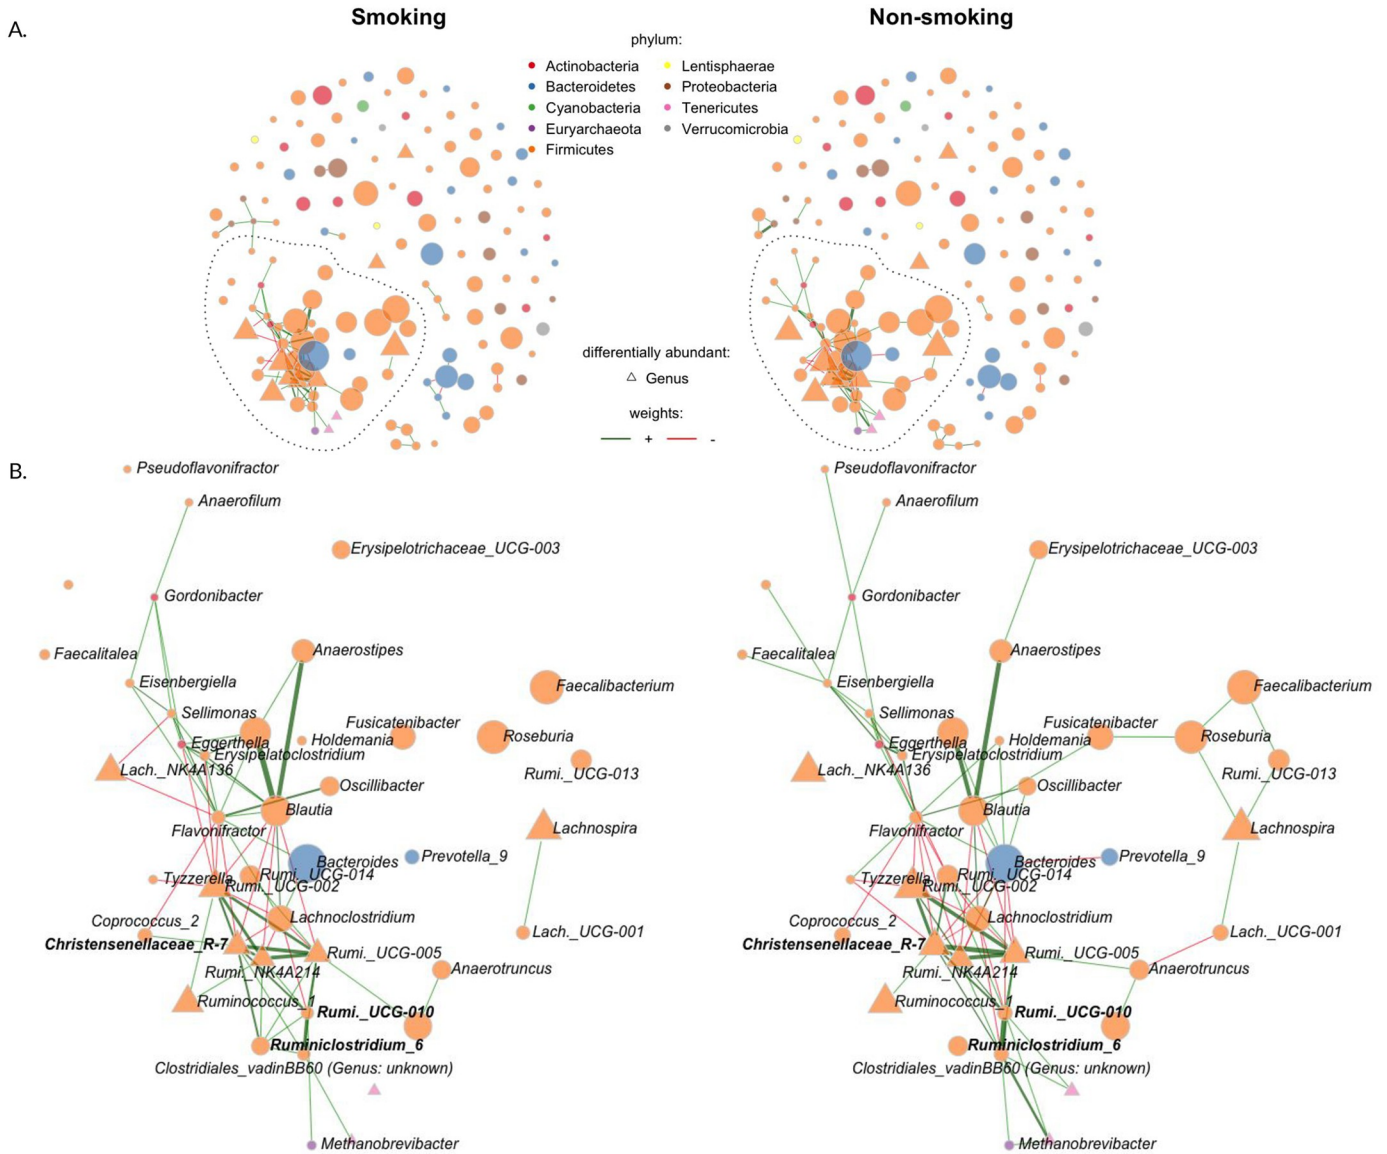 A.
Smoking
Non-smoking
phylum:
Actinobacteria
Bacteroidetes
Cyanobacteria
Euryarchaeota
Firmicutes
Lentisphaerae
Proteobacteria
Tenericutes
Verrucomicrobia
differentially abundant:
Genus
weights:
+ -
B.
Pseudoflavonifractor
Anaerofilum
Erysipelotrichaceae_UCG-003
Gordonibacter
Faecalitalea
Anaerostipes
Eisenbergiella
Faecalibacterium
Sellimonas
Fusicatenibacter
Eggerthella
Holdemania
Roseburia
Erysipelatoclostridium
Lach._NK4A136
Rumi._UCG-013
Oscillibacter
Blautia
Flavonifractor
Lachnospira
Bacteroides
Prevotella_9
Rumi._UCG-014
Tyzzerella
Rumi._UCG-002
Coprococcus_2
Lachnoclostridium
Lach._UCG-001
Christensenellaceae_R-7
Rumi._UCG-005
Rumi._NK4A214
Anaerotruncus
Ruminococcus_1
Rumi._UCG-010
Ruminiclostridium_6
Clostridiales_vadinBB60 (Genus: unknown)
Methanobrevibacter
Pseudoflavonifractor
Anaerofilum
Erysipelotrichaceae_UCG-003
Gordonibacter
Faecalitalea
Anaerostipes
Eisenbergiella
Faecalibacterium
Sellimonas
Fusicatenibacter
Eggerthella
Holdemania
Roseburia
Erysipelatoclostridium
Lach._NK4A136
Rumi._UCG-013
Oscillibacter
Blautia
Flavonifractor
Lachnospira
Bacteroides
Prevotella_9
Rumi._UCG-014
Tyzzerella
Rumi._UCG-002
Coprococcus_2
Lachnoclostridium
Lach._UCG-001
Christensenellaceae_R-7
Rumi._UCG-005
Rumi._NK4A214
Anaerotruncus
Ruminococcus_1
Rumi._UCG-010
Ruminiclostridium_6
Clostridiales_vadinBB60 (Genus: unknown)
Methanobrevibacter